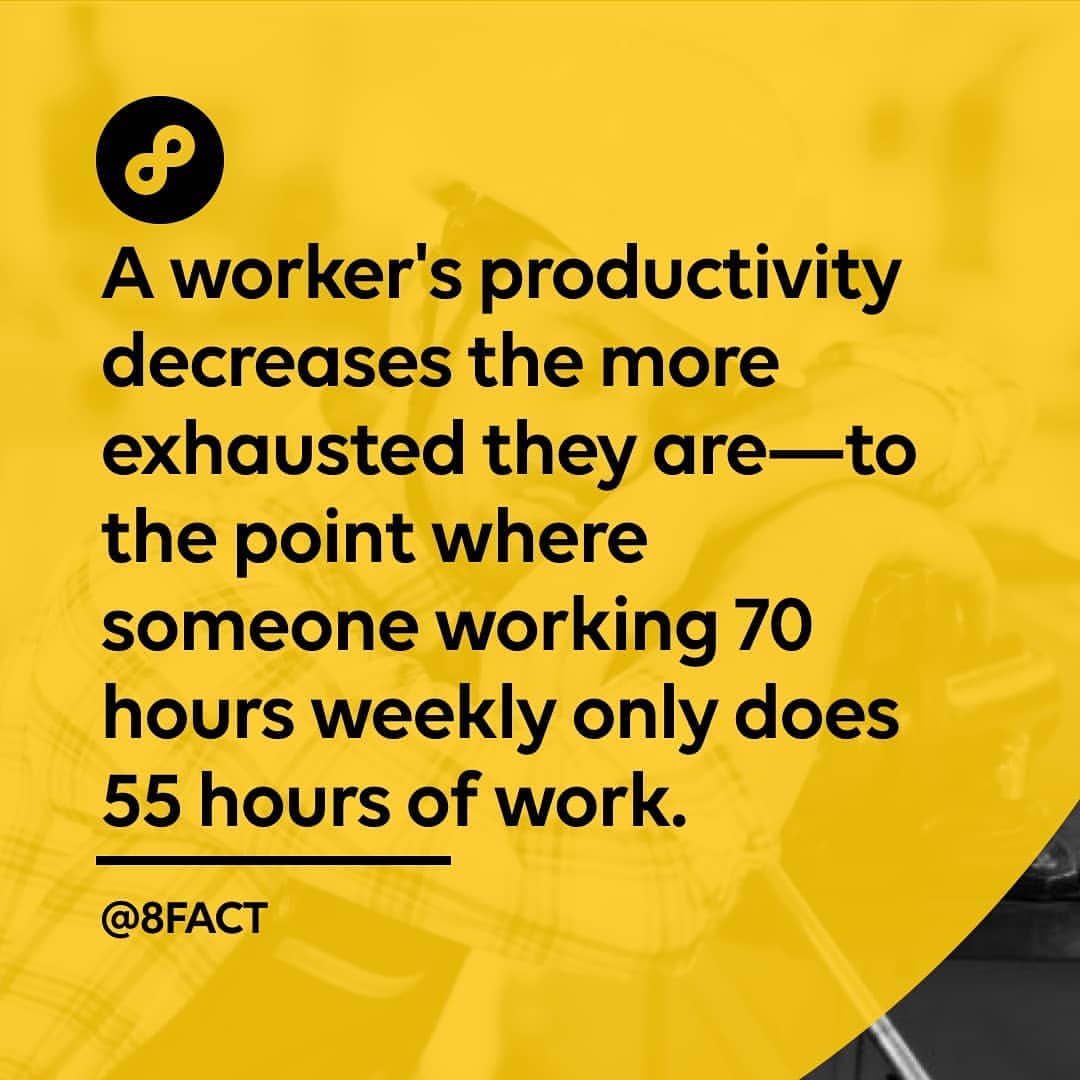 A worker's productivity
decreases the more
exhausted they are—to
the point where
someone working 70
hours weekly only does
55 hours of work.
@8FACT